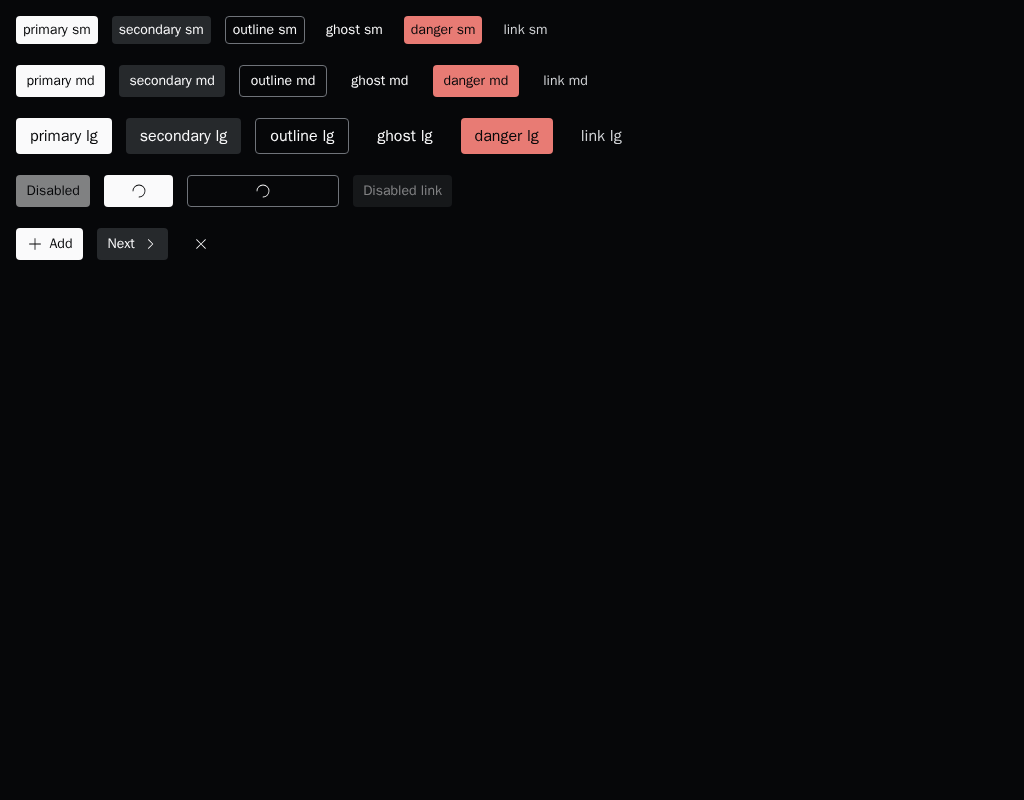 primary sm secondary sm outline sm ghost sm danger sm link sm
primary md secondary md outline md ghost md danger md link md
primary lg secondary lg outline lg ghost lg danger lg link lg
Disabled Disabled link
Add Next